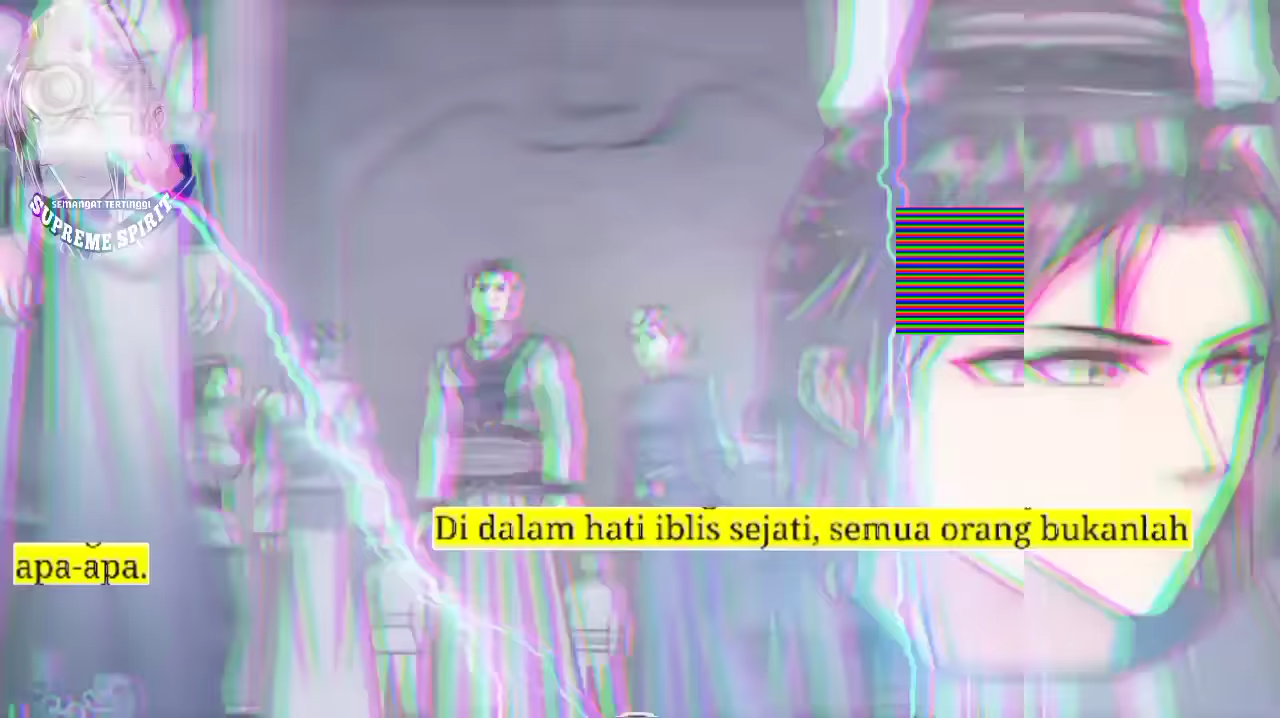 SEMANGAT TERTINGGI
SUPREME SPIRIT
Di dalam hati iblis sejati, semua orang bukanlah
apa-apa.